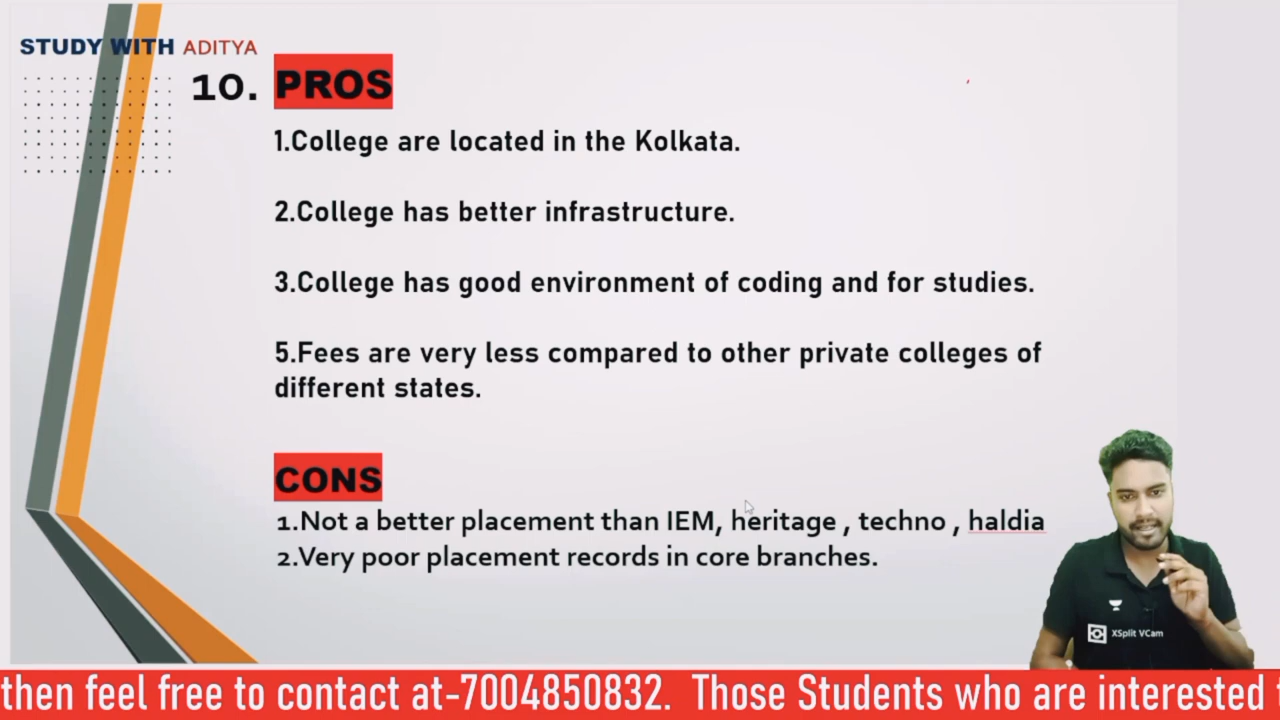 STUDY WITH ADITYA
10. PROS
1.College are located in the Kolkata.
2.College has better infrastructure.
3.College has good environment of coding and for studies.
5.Fees are very less compared to other private colleges of
different states.
CONS
1.Not a better placement than IEM, heritage , techno , haldia
2.Very poor placement records in core branches.
XSplit VCam
then feel free to contact at-7004850832. Those Students who are interested